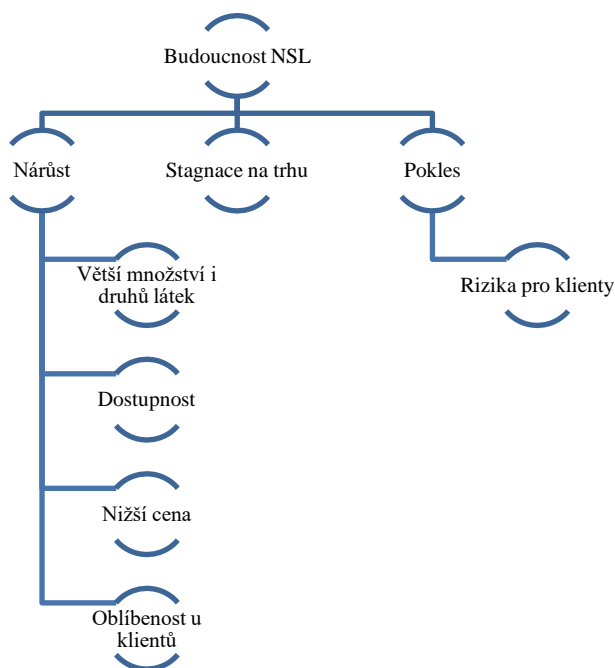 Budoucnost NSL
Nárůst
Stagnace na trhu
Pokles
Větší množství i
druhů látek
Rizika pro klienty
Dostupnost
Nižší cena
Oblíbenost u
klientů